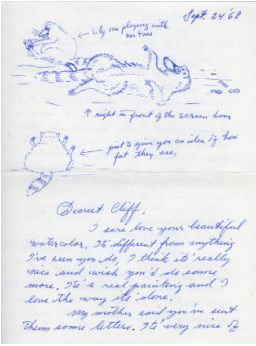 Sept. 24 '68
silly one playing with
her toes
right in front of the screen door
just to give you an idea of how
fat they are.
Dearest Cliff,
I sure love your beautiful
watercolor. It's different from anything
I've seen you do, I think it's really
nice and wish you'd do some
more. It's a real painting and I
love the way it's done.
My mother said you've sent
them some letters. It's very nice of